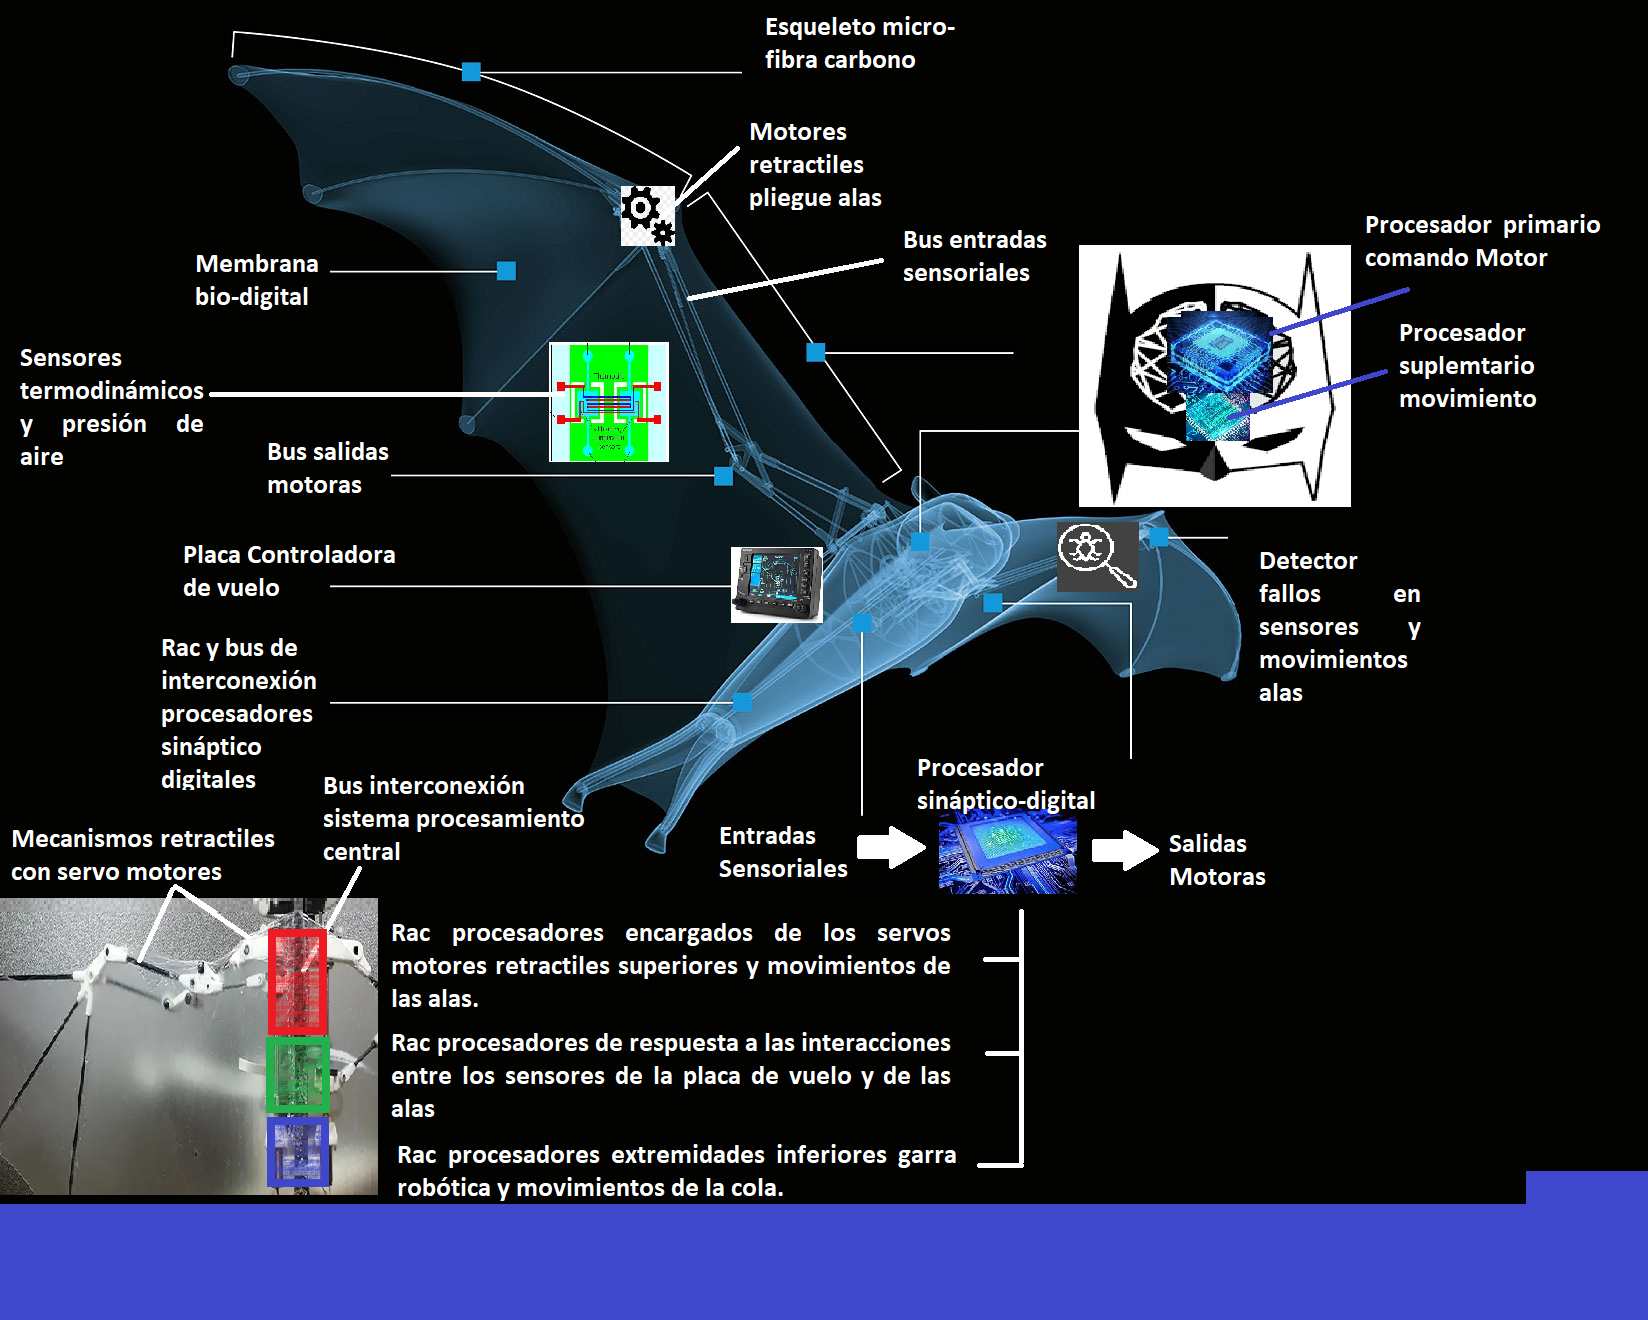 Esqueleto micro-
fibra carbono
Motores
retractiles
pliegue alas
Bus entradas
sensoriales
Procesador primario
comando Motor
Procesador
suplemtario
movimiento
Membrana
bio-digital
Sensores
termodinámicos
y presión de
aire
Bus salidas
motoras
Placa Controladora
de vuelo
Detector
fallos en
sensores y
movimientos
alas
Rac y bus de
interconexión
procesadores
sináptico
digitales
Bus interconexión
sistema procesamiento
central
Mecanismos retractiles
con servo motores
Procesador
sináptico-digital
Entradas
Sensoriales
Salidas
Motoras
Rac procesadores encargados de los servos
motores retractiles superiores y movimientos de
las alas.
Rac procesadores de respuesta a las interacciones
entre los sensores de la placa de vuelo y de las
alas
Rac procesadores extremidades inferiores garra
robótica y movimientos de la cola.